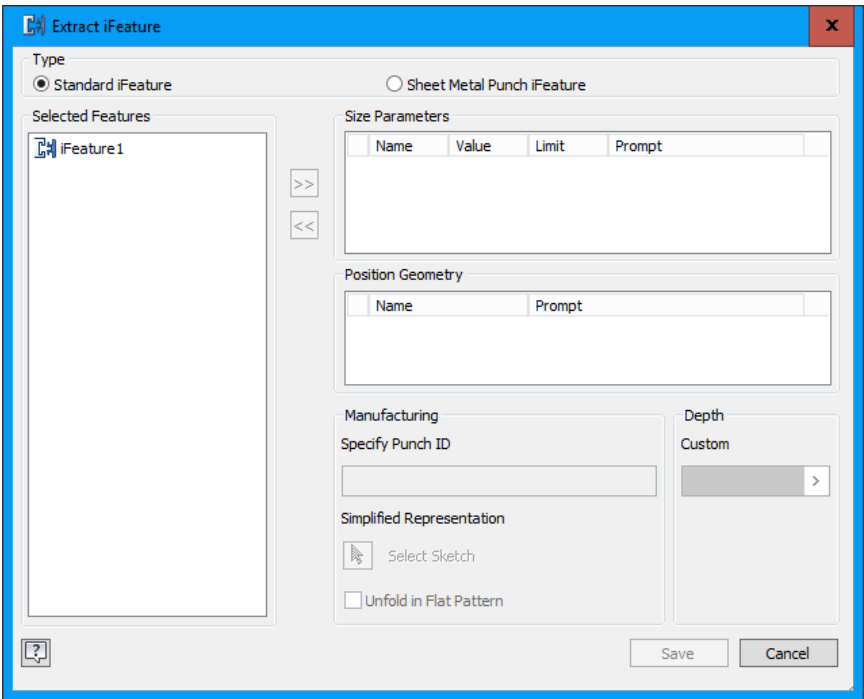 Extract iFeature
x
Type
Standard iFeature
Sheet Metal Punch iFeature
Selected Features
iFeature1
>>
<<
Size Parameters
Name Value Limit Prompt
Position Geometry
Name Prompt
Manufacturing
Specify Punch ID
Simplified Representation
Select Sketch
Unfold in Flat Pattern
Depth
Custom
>
?
Save
Cancel